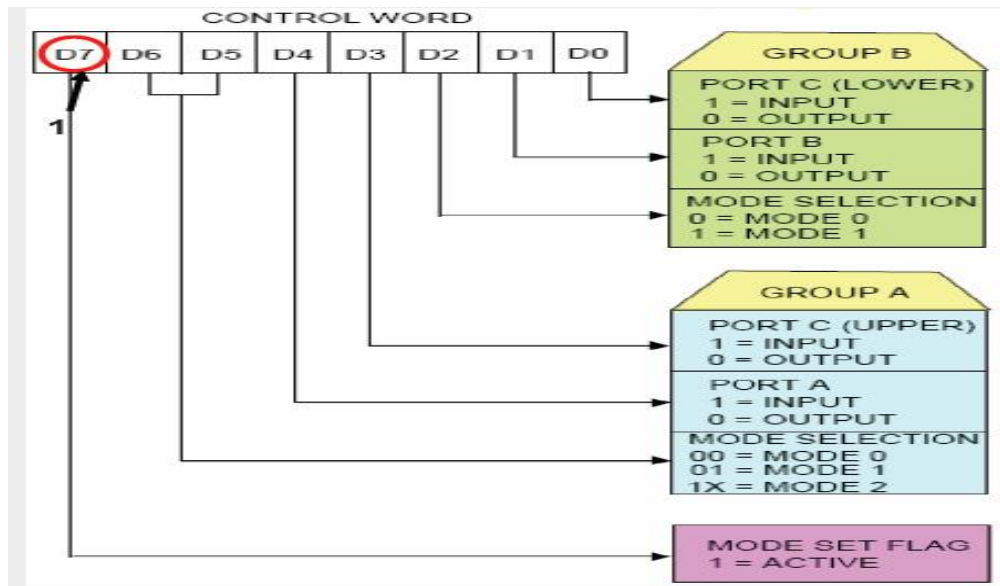 CONTROL WORD
D7 D6 D5 D4 D3 D2 D1 D0
1
GROUP B
PORT C (LOWER)
1 = INPUT
0 = OUTPUT
PORT B
1 = INPUT
0 = OUTPUT
MODE SELECTION
0 = MODE 0
1 = MODE 1
GROUP A
PORT C (UPPER)
1 = INPUT
0 = OUTPUT
PORT A
1 = INPUT
0 = OUTPUT
MODE SELECTION
00 = MODE 0
01 = MODE 1
1X = MODE 2
MODE SET FLAG
1 = ACTIVE